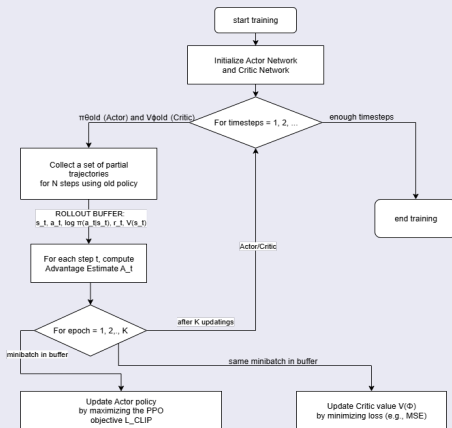 start training
Initialize Actor Network
and Critic Network
πθold (Actor) and Vϕold (Critic)
For timesteps = 1, 2, ...
enough timesteps
Collect a set of partial
trajectories
for N steps using old policy
ROLLOUT BUFFER:
s_t, a_t, log π(a_t|s_t), r_t, V(s_t)
end training
For each step t, compute
Advantage Estimate A_t
Actor/Critic
For epoch = 1, 2,.., K
after K updatings
minibatch in buffer
same minibatch in buffer
Update Actor policy
by maximizing the PPO
objective L_CLIP
Update Critic value V(Φ)
by minimizing loss (e.g., MSE)